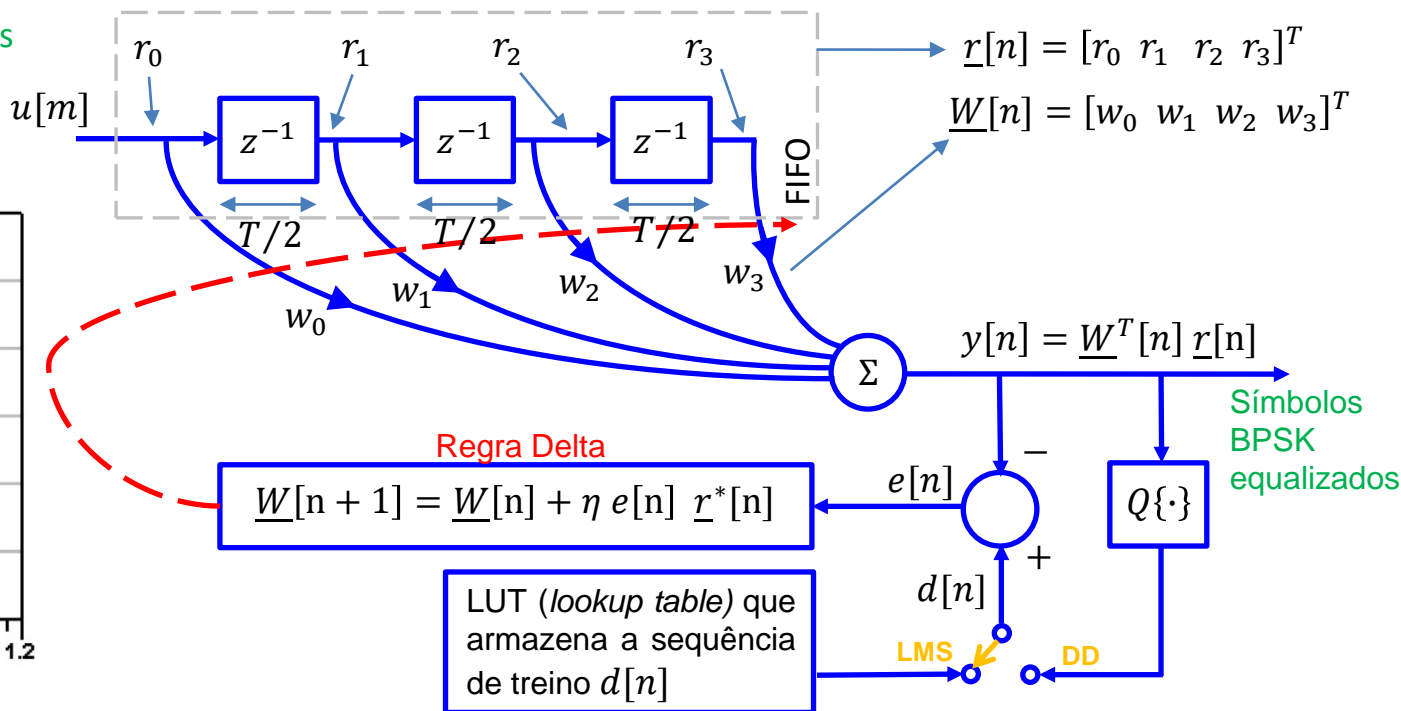 s
r₀
r₁
r₂
r₃
r[n] = [r₀ r₁ r₂ r₃]ᵀ
u[m]
z⁻¹
z⁻¹
z⁻¹
FIFO
W[n] = [w₀ w₁ w₂ w₃]ᵀ
T/2
T/2
T/2
w₀
w₁
w₂
w₃
Σ
y[n] = Wᵀ[n] r[n]
Símbolos
BPSK
equalizados
Regra Delta
W[n + 1] = W[n] + η e[n] r*[n]
e[n]
−
+
Q{·}
d[n]
LUT (lookup table) que
armazena a sequência
de treino d[n]
LMS
DD
1.2